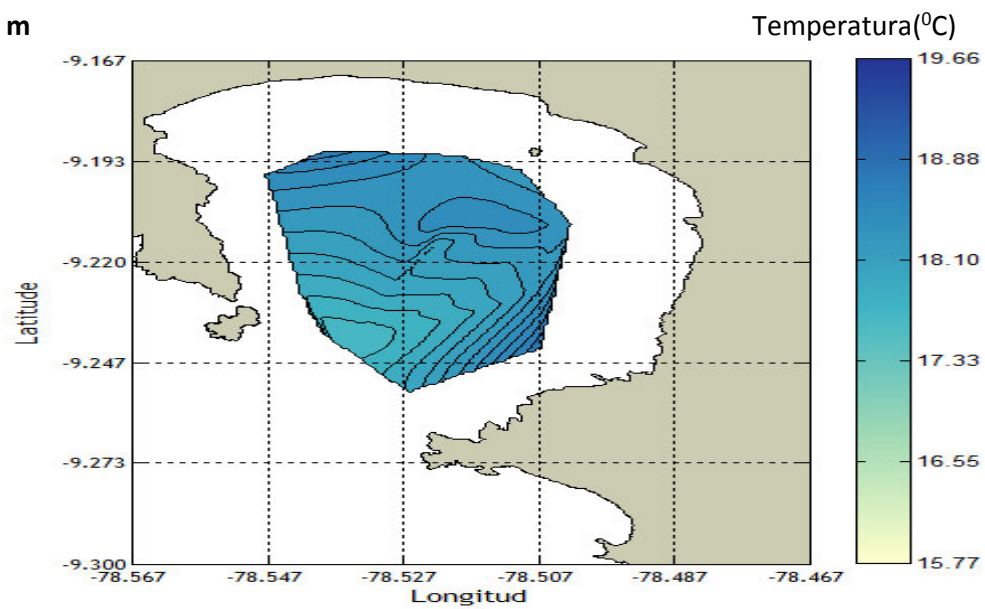 m
Temperatura(⁰C)
-9.167
-9.193
-9.220
-9.247
-9.273
-9.300
Latitude
-78.567 -78.547 -78.527 -78.507 -78.487 -78.467
Longitud
19.66
18.88
18.10
17.33
16.55
15.77